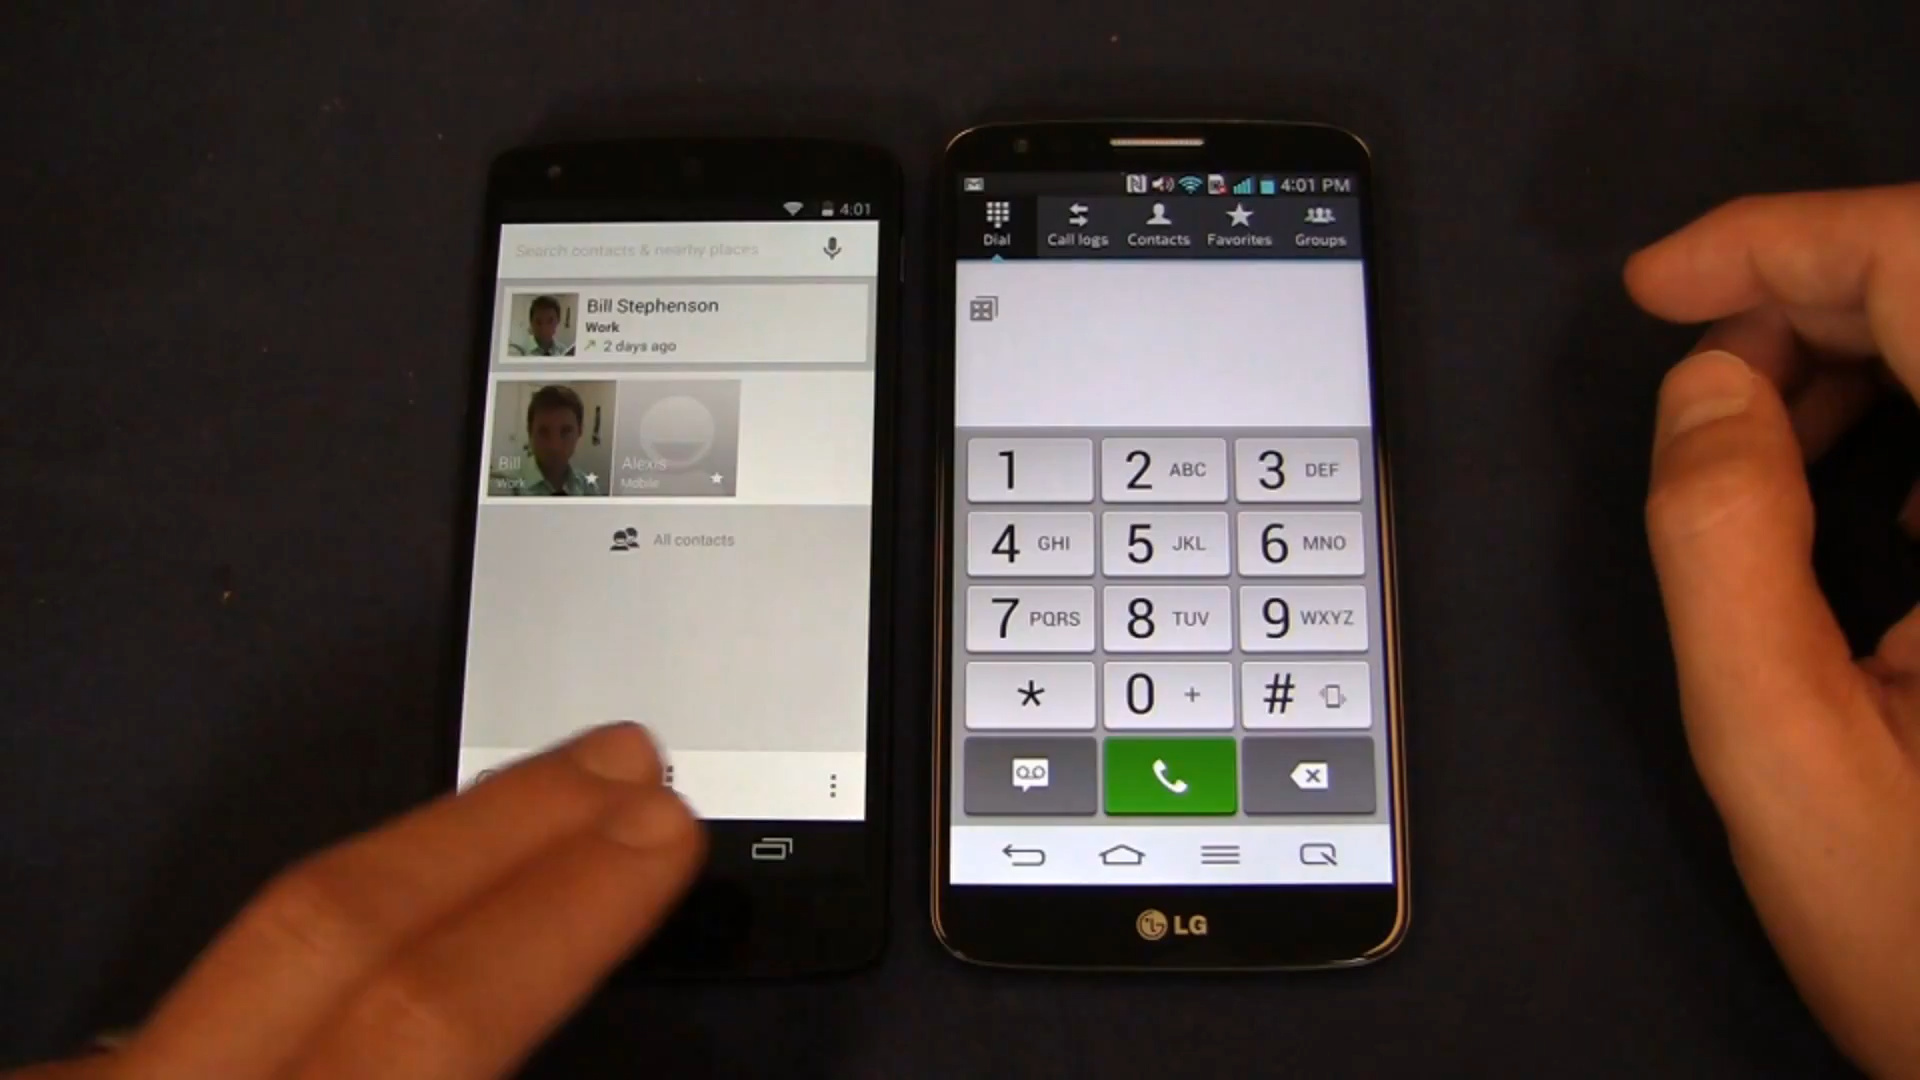 4:01
Search contacts & nearby places
Bill Stephenson
Work
2 days ago
Bill
Work
Alexis
Mobile
All contacts
4:01 PM
Dial
Call logs
Contacts
Favorites
Groups
1
2 ABC
3 DEF
4 GHI
5 JKL
6 MNO
7 PQRS
8 TUV
9 WXYZ
*
0 +
#
LG